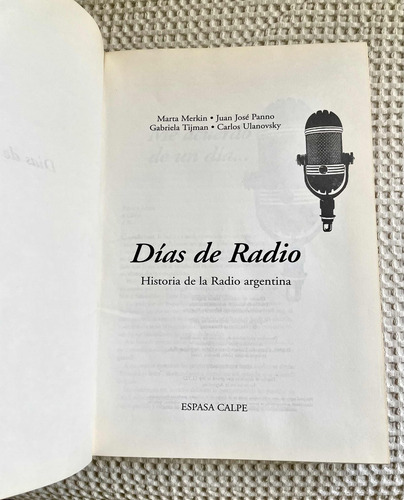 Marta Merkin • Juan José Panno
Gabriela Tijman • Carlos Ulanovsky
Días de Radio
Historia de la Radio argentina
ESPASA CALPE